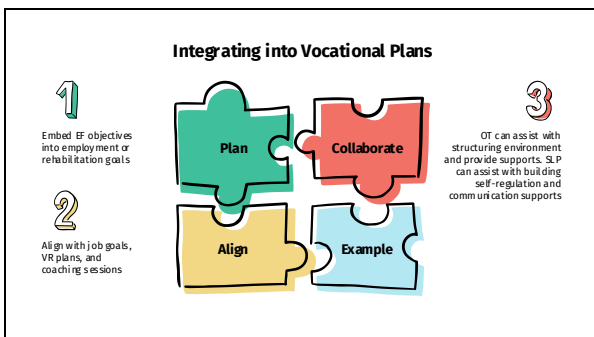 Integrating into Vocational Plans
1
Embed EF objectives
into employment or
rehabilitation goals
2
Align with job goals,
VR plans, and
coaching sessions
Plan
Collaborate
Align
Example
3
OT can assist with
structuring environment
and provide supports. SLP
can assist with building
self-regulation and
communication supports